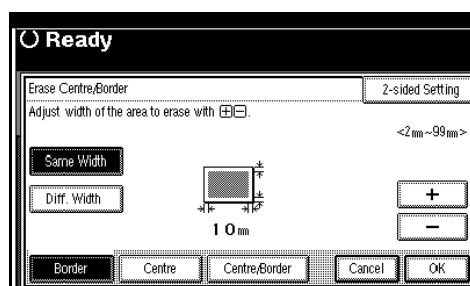 Ready
Erase Centre/Border
2-sided Setting
Adjust width of the area to erase with ⊞⊟.
<2mm~99mm>
Same Width
Diff. Width
+
10mm
−
Border
Centre
Centre/Border
Cancel
OK